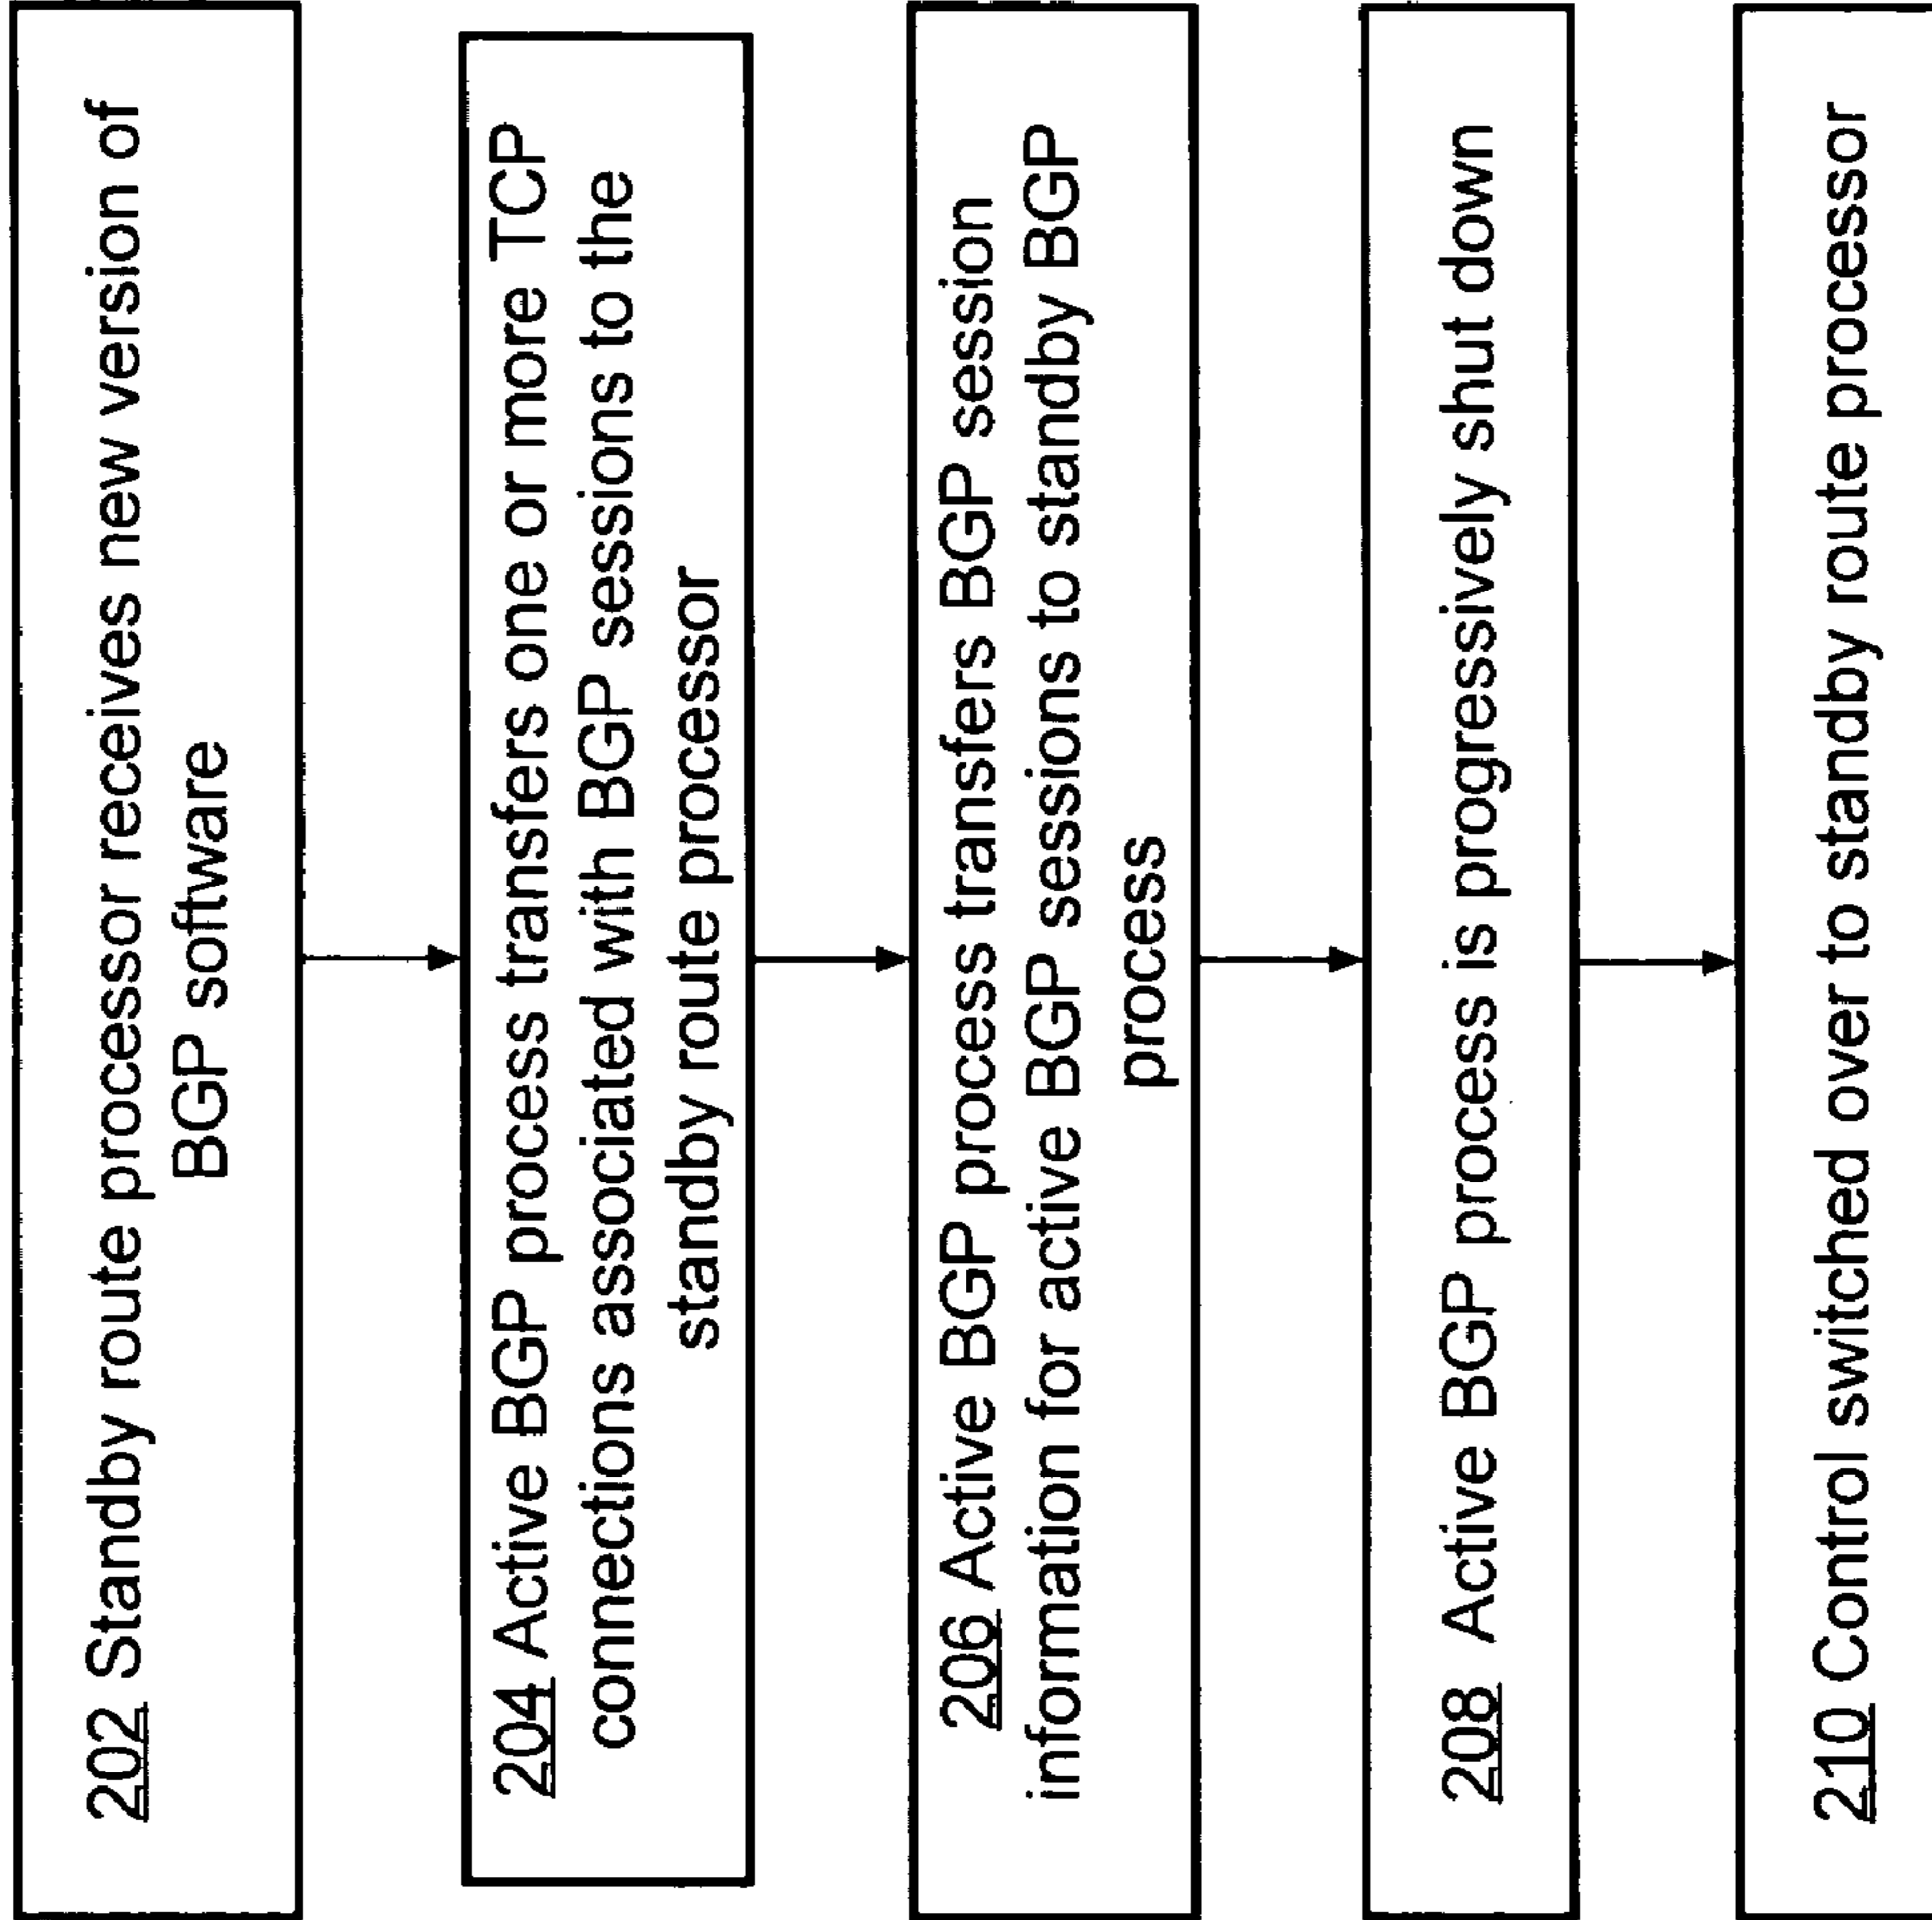 202 Standby route processor receives new version of
BGP software
204 Active BGP process transfers one or more TCP
connections associated with BGP sessions to the
standby route processor
206 Active BGP process transfers BGP session
information for active BGP sessions to standby BGP
process
208 Active BGP process is progressively shut down
210 Control switched over to standby route processor